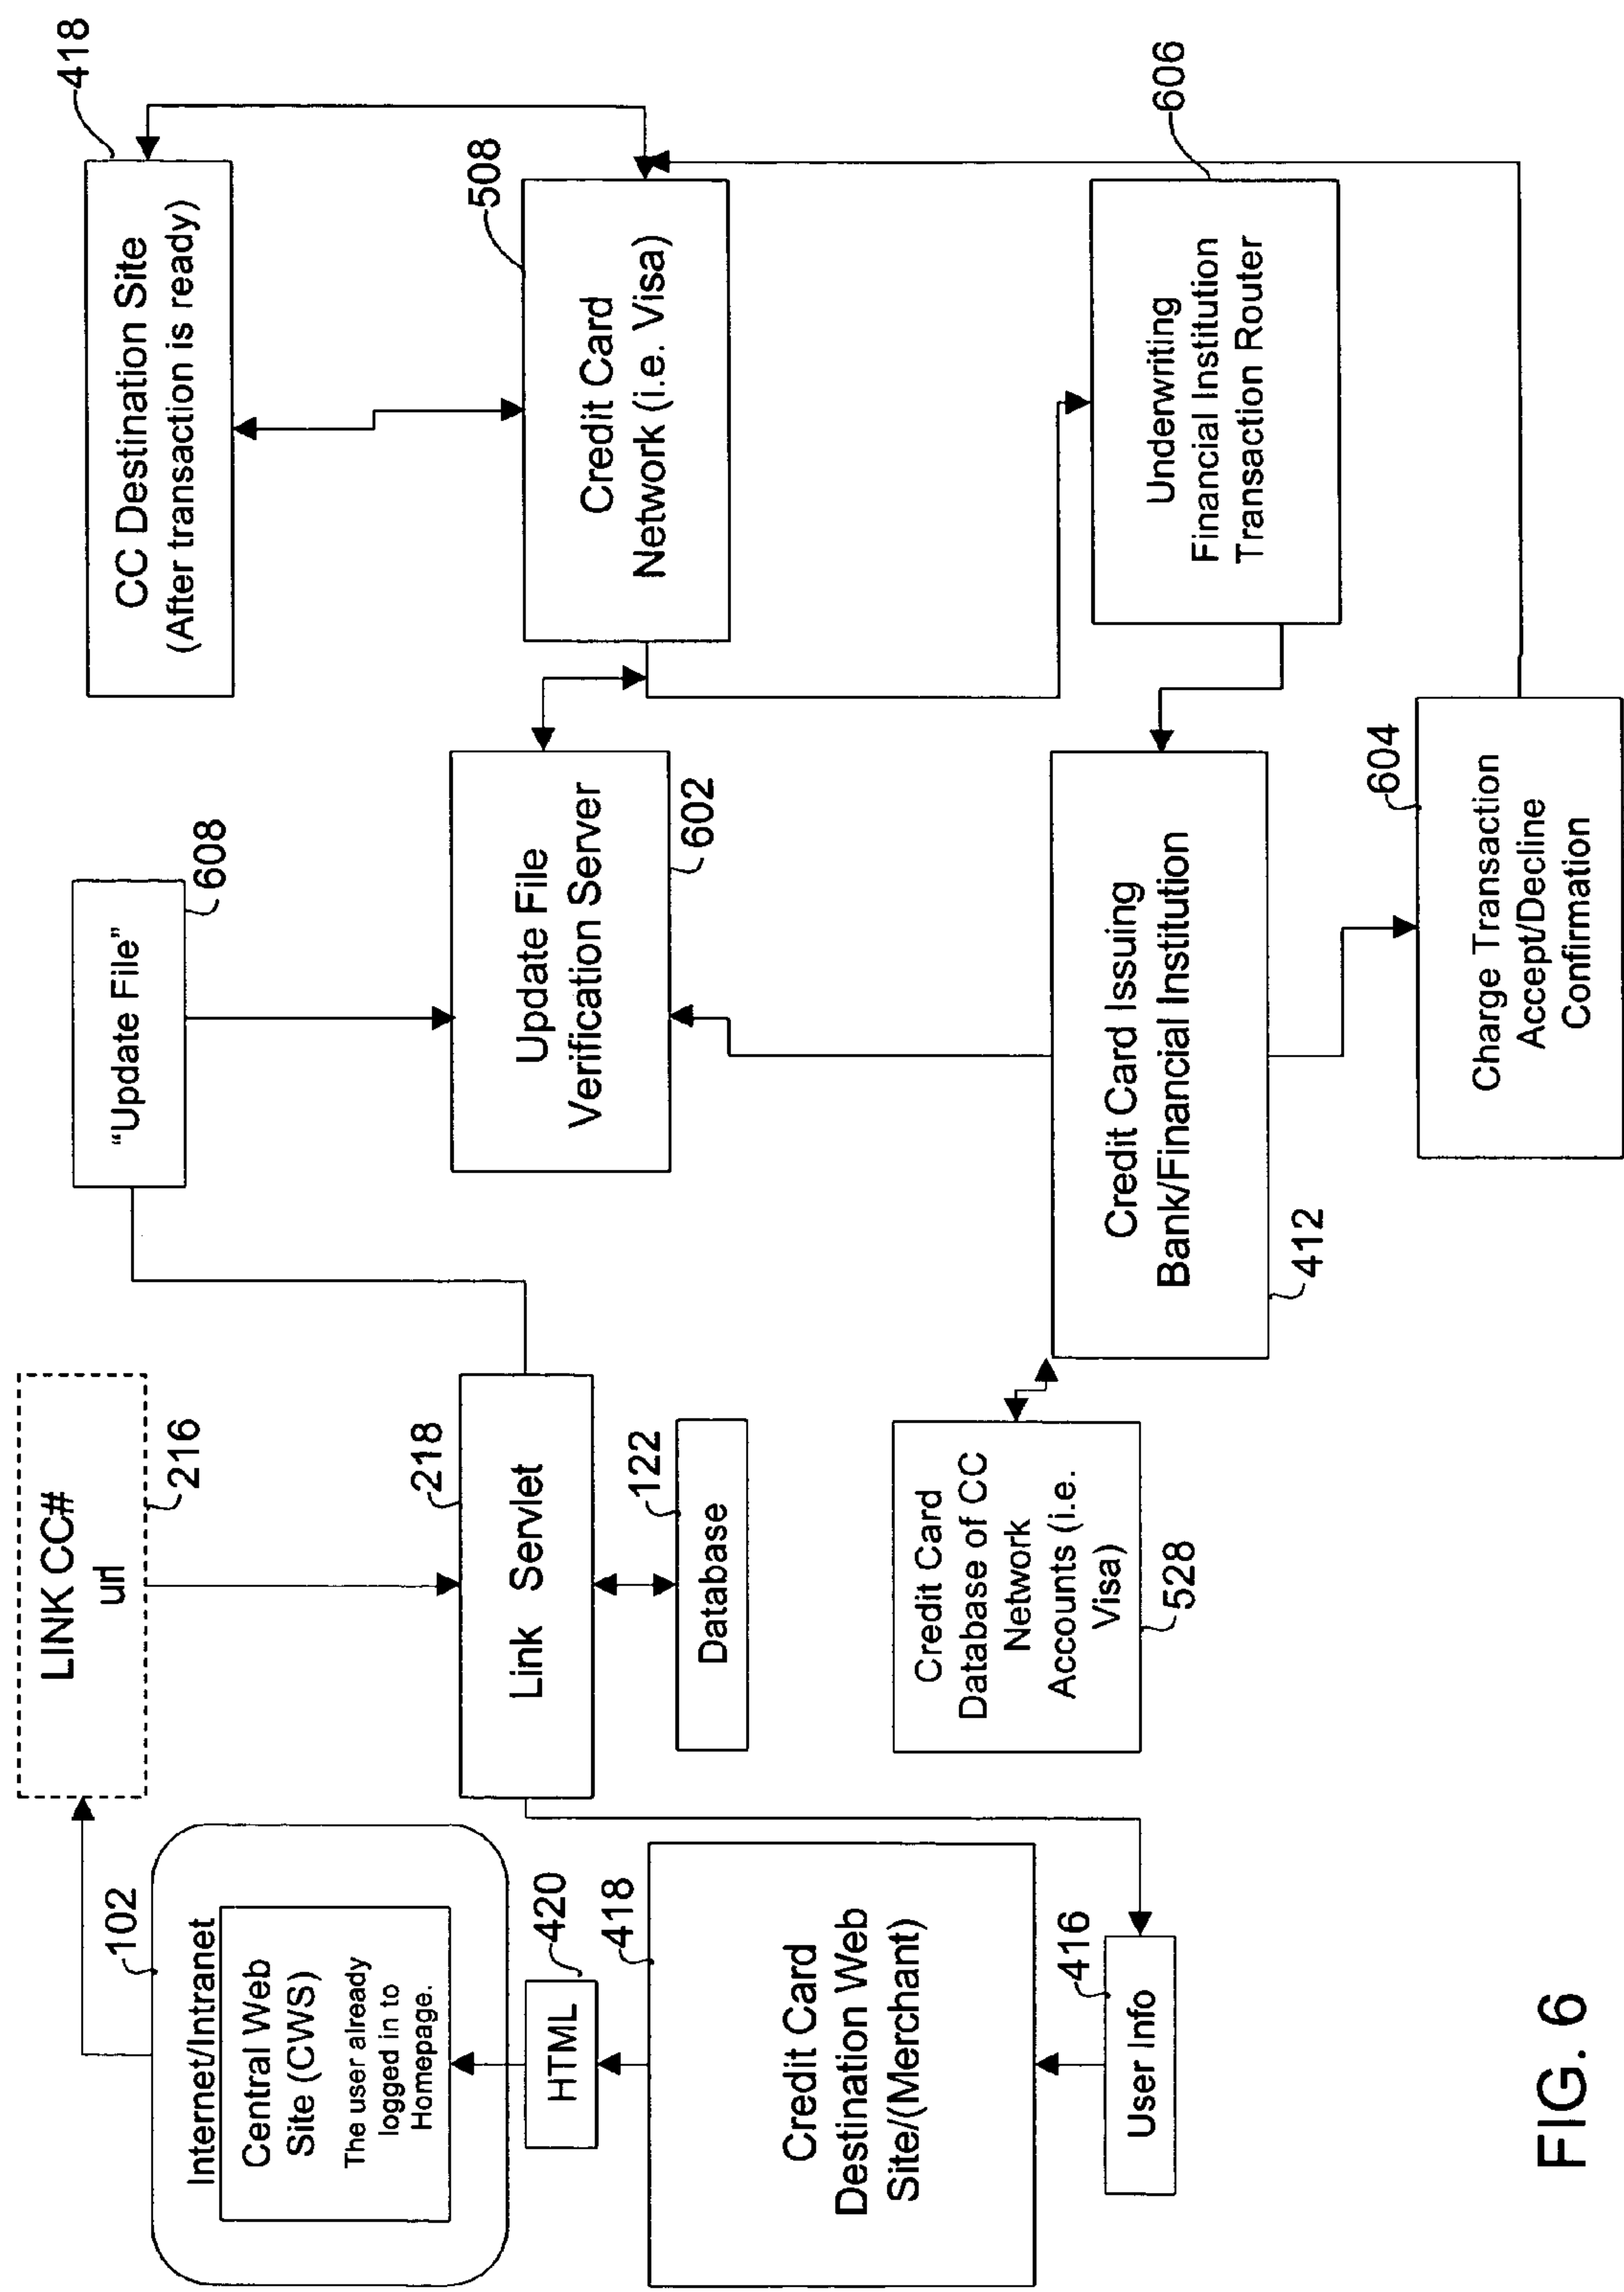 LINK CC#
url
216
102
Internet/Intranet
Central Web
Site (CWS)
The user already
logged in to
Homepage.
HTML
420
418
Credit Card
Destination Web
Site/(Merchant)
416
User Info
218
Link Servlet
122
Database
Credit Card
Database of CC
Network
Accounts (i.e.
Visa)
528
"Update File"
608
Update File
Verification Server
602
Credit Card Issuing
Bank/Financial Institution
412
604
Charge Transaction
Accept/Decline
Confirmation
418
CC Destination Site
(After transaction is ready)
508
Credit Card
Network (i.e. Visa)
606
Underwriting
Financial Institution
Transaction Router
FIG. 6